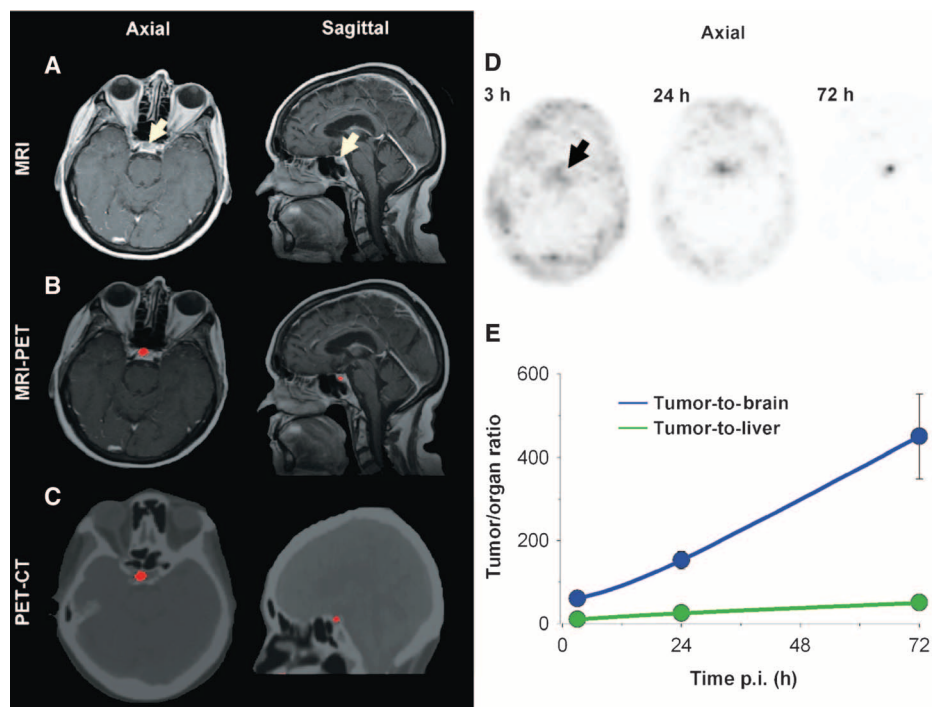 Axial
Sagittal
A
MRI
B
MRI-PET
C
PET-CT
Axial
D
3 h
24 h
72 h
E
600
400
200
0
Tumor/organ ratio
Tumor-to-brain
Tumor-to-liver
0
24
48
72
Time p.i. (h)